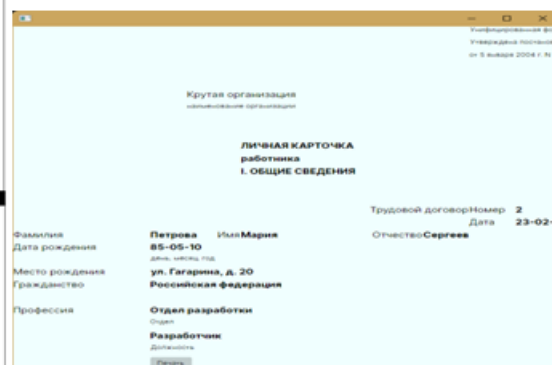 Унифицированная фо
Утверждена постанов
от 5 января 2004 г. N
Крутая организация
наименование организации
ЛИЧНАЯ КАРТОЧКА
работника
I. ОБЩИЕ СВЕДЕНИЯ
Трудовой договор Номер 2
Дата 23-02-
Фамилия Петрова Имя Мария Отчество Сергеев
Дата рождения 85-05-10
день, месяц, год
Место рождения ул. Гагарина, д. 20
Гражданство Российская федерация
Профессия Отдел разработки
Отдел
Разработчик
Должность
Печать